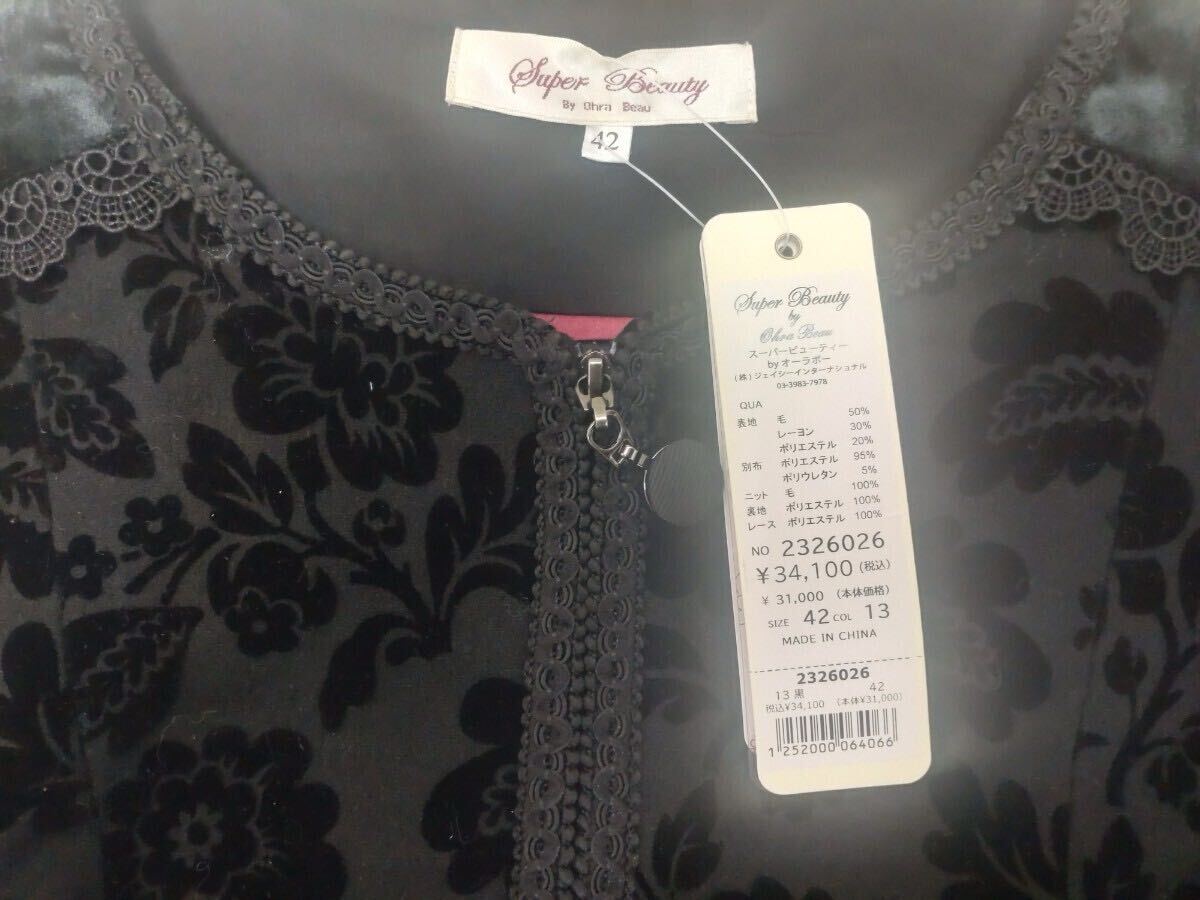 Super Beauty
By Ohra Beau
42
Super Beauty
by
Ohra Beau
スーパービューティー
byオーラボー
(株)ジェイシーインターナショナル
03-3983-7978
QUA
表地 毛 50%
レーヨン 30%
ポリエステル 20%
別布 ポリエステル 95%
ポリウレタン 5%
ニット 毛 100%
裏地 ポリエステル 100%
レース ポリエステル 100%
NO 2326026
¥34,100(税込)
¥ 31,000 (本体価格)
SIZE 42 COL 13
MADE IN CHINA
2326026
13 黒 42
税込¥34,100 (本体¥31,000)
1 252000 064066